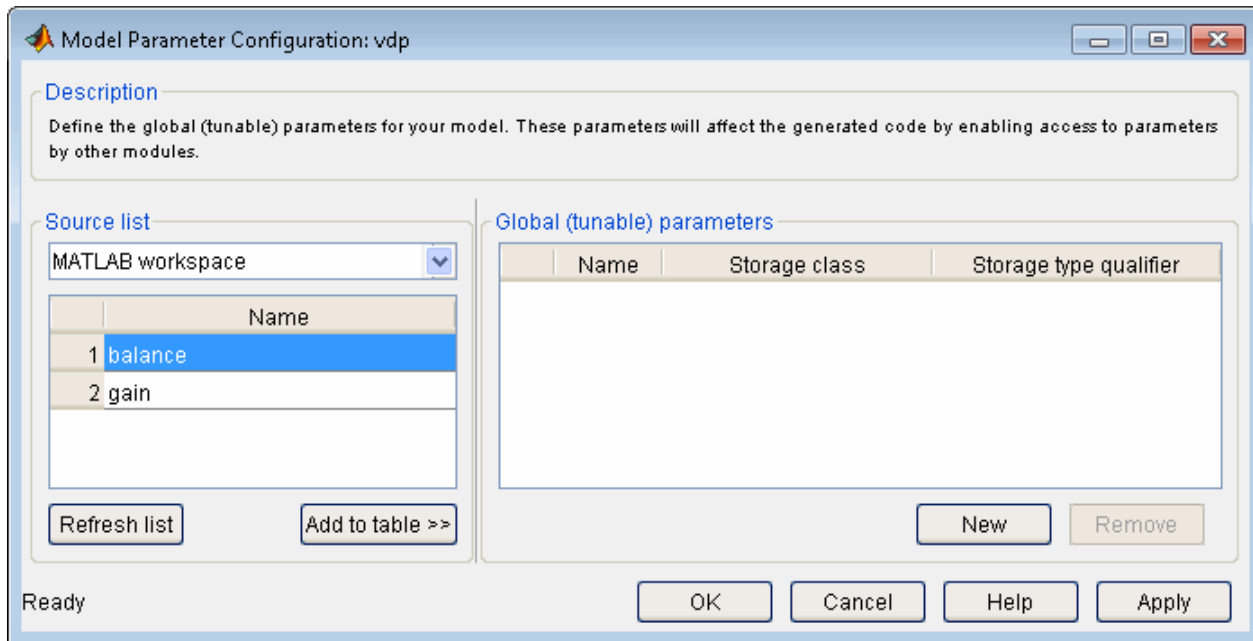 Model Parameter Configuration: vdp
Description
Define the global (tunable) parameters for your model. These parameters will affect the generated code by enabling access to parameters
by other modules.
Source list
MATLAB workspace
Name
1 balance
2 gain
Refresh list
Add to table >>
Global (tunable) parameters
Name Storage class Storage type qualifier
New Remove
Ready
OK Cancel Help Apply